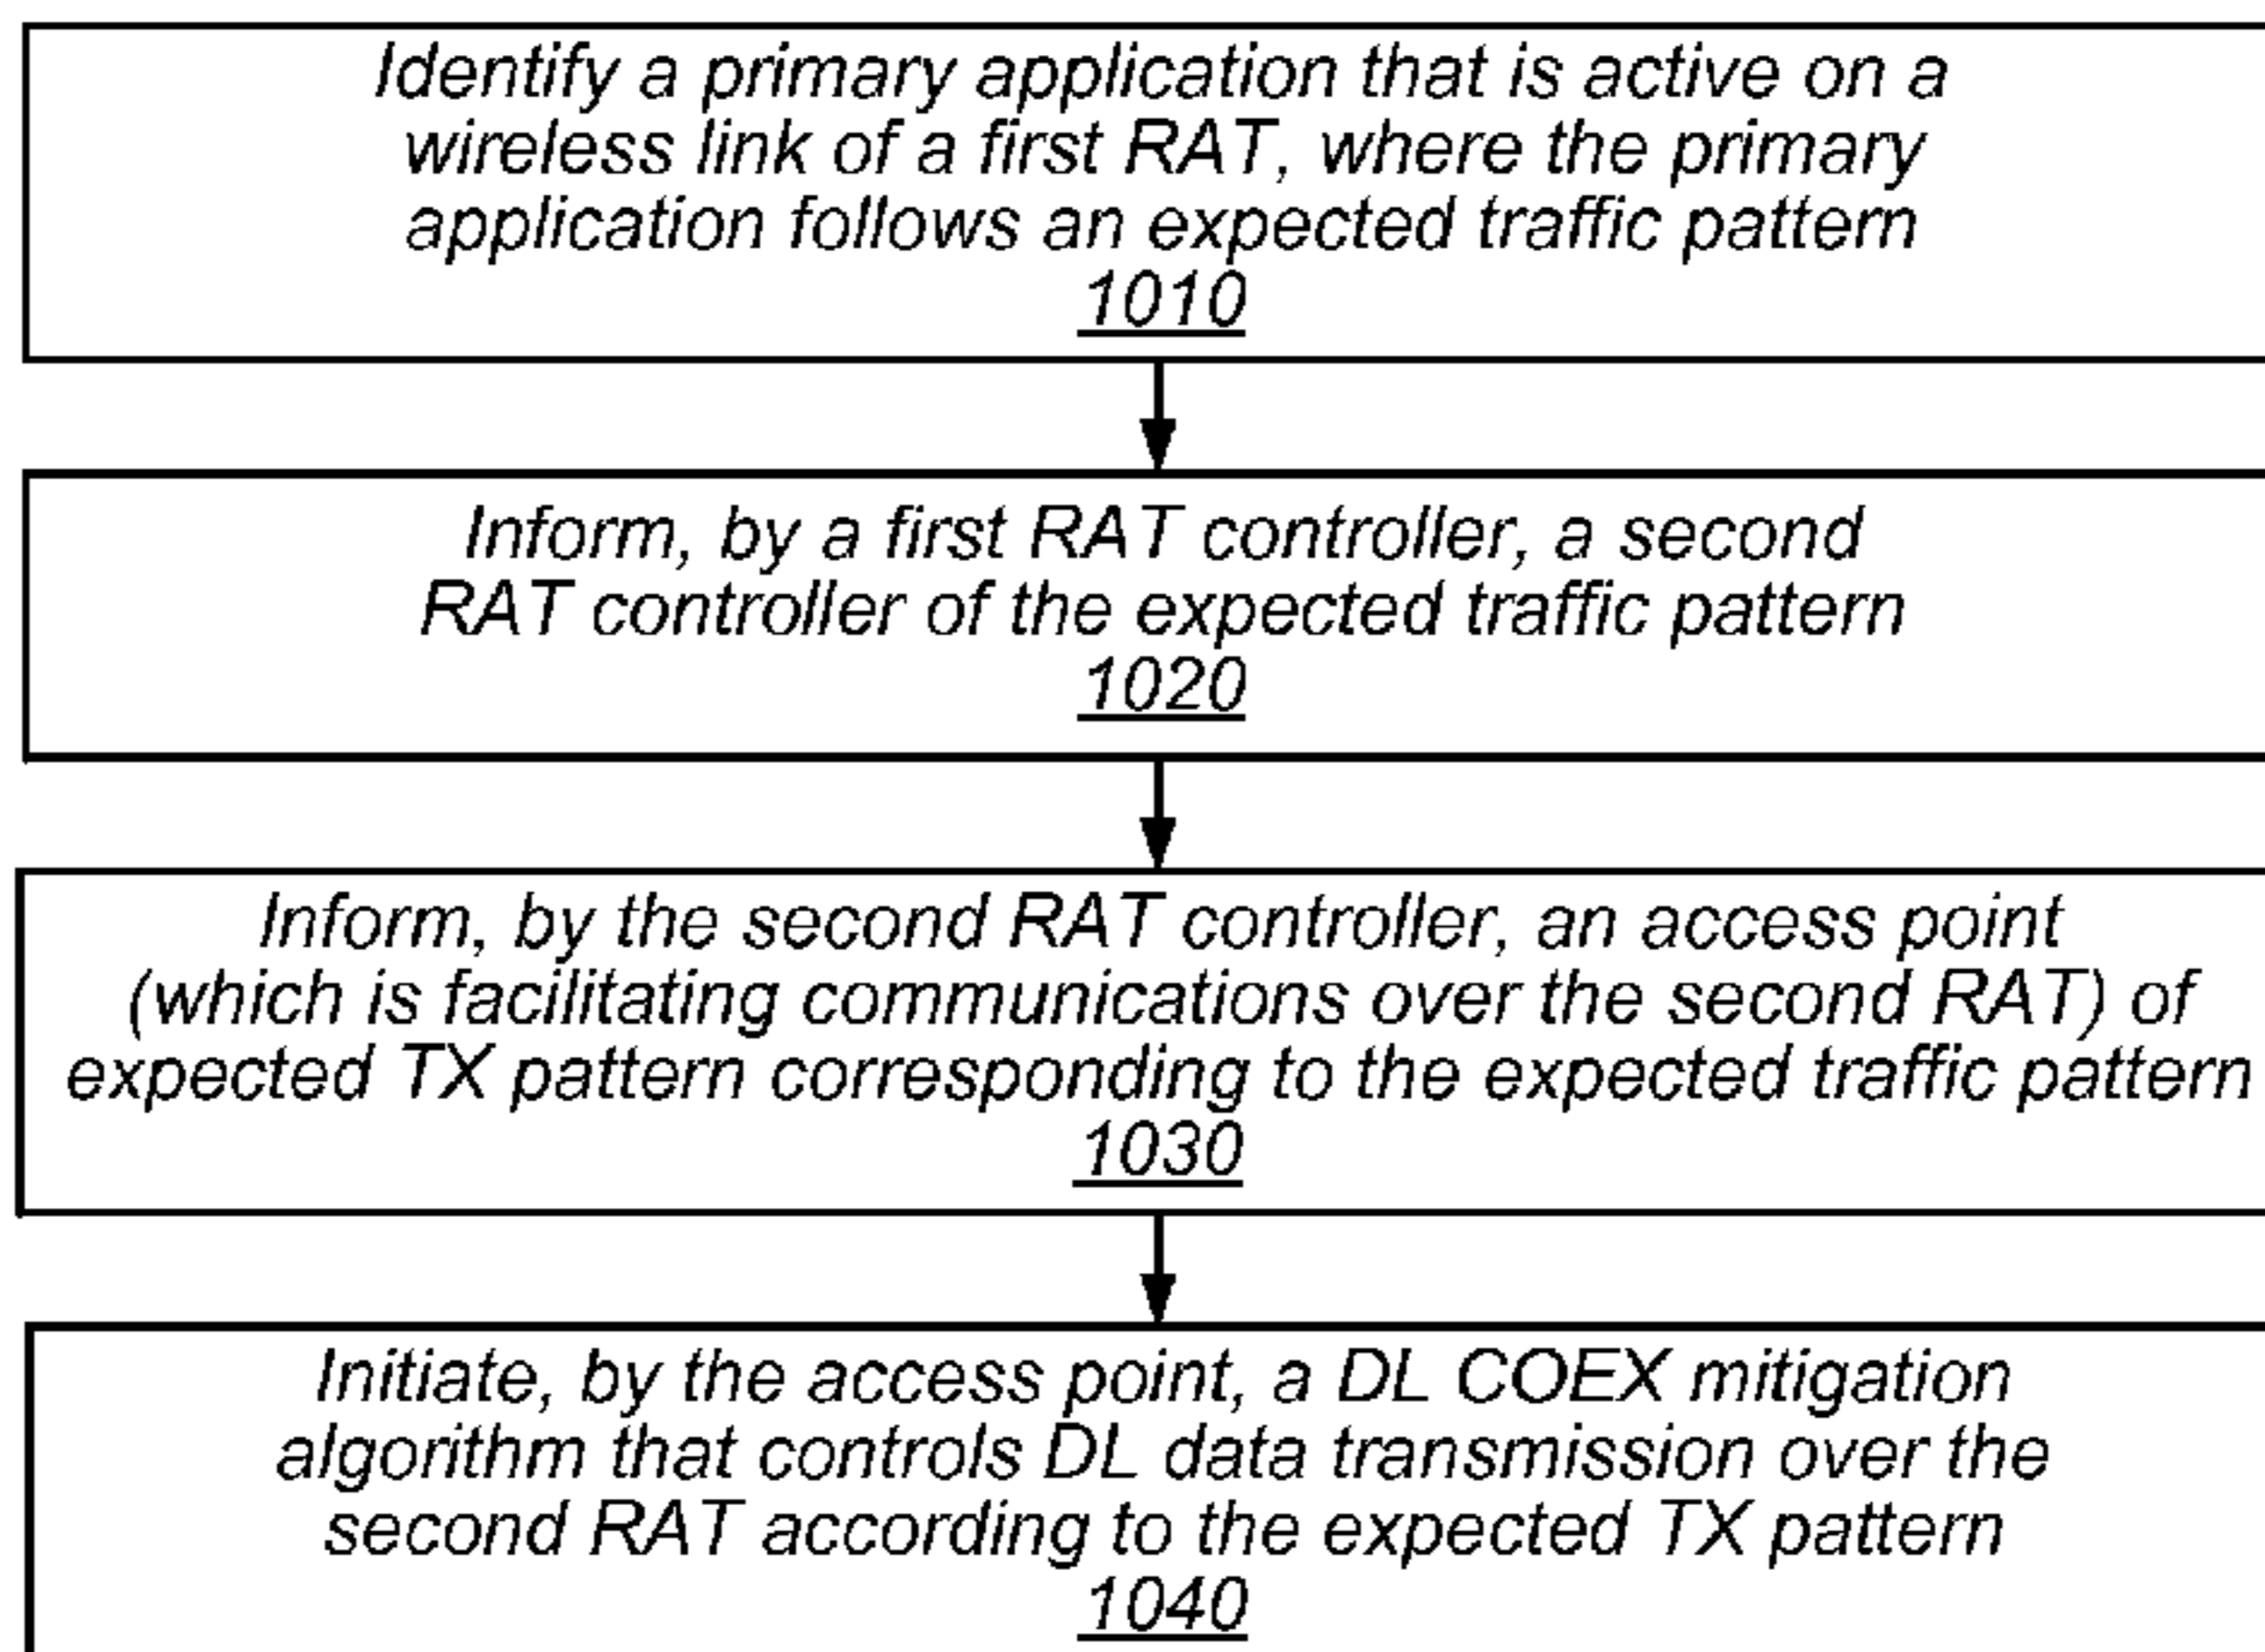 Identify a primary application that is active on a
wireless link of a first RAT, where the primary
application follows an expected traffic pattern
1010
Inform, by a first RAT controller, a second
RAT controller of the expected traffic pattern
1020
Inform, by the second RAT controller, an access point
(which is facilitating communications over the second RAT) of
expected TX pattern corresponding to the expected traffic pattern
1030
Initiate, by the access point, a DL COEX mitigation
algorithm that controls DL data transmission over the
second RAT according to the expected TX pattern
1040